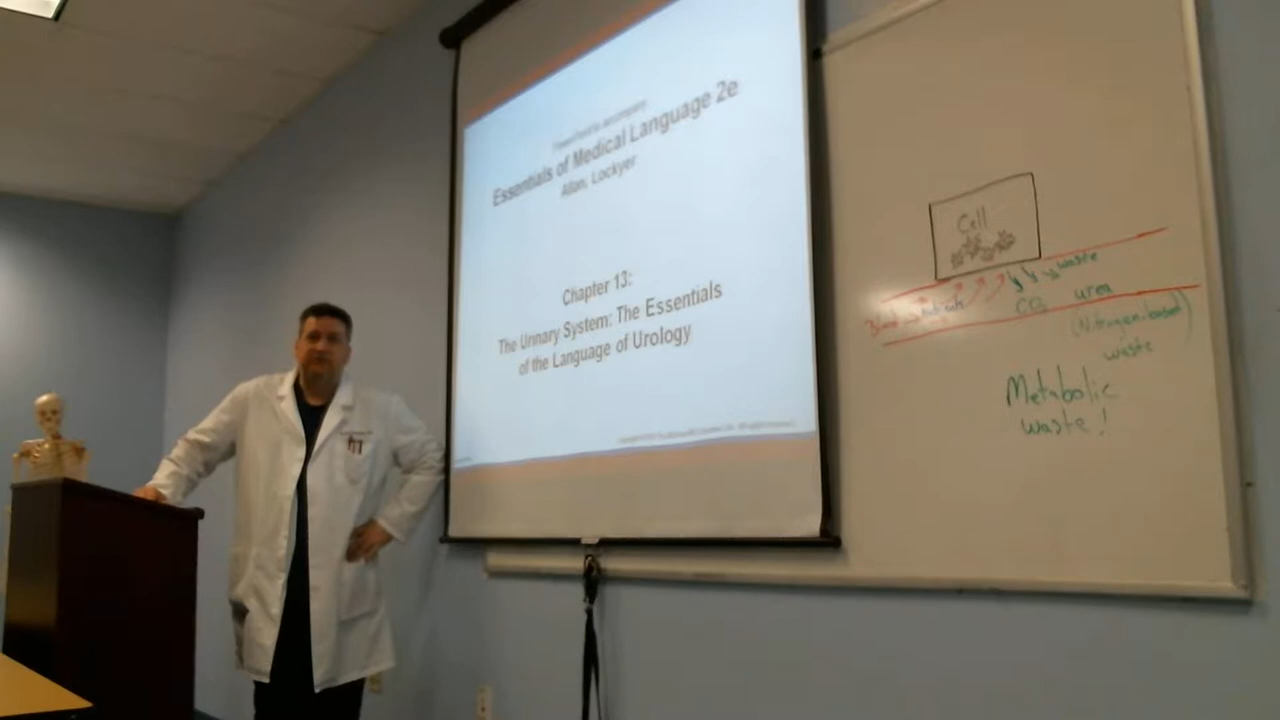 PowerPoint to accompany
Essentials of Medical Language 2e
Allan, Lockyer
Chapter 13:
The Urinary System: The Essentials
of the Language of Urology
Cell
waste
Blood
CO₂ urea
(Nitrogen-based)
waste
Metabolic
waste!